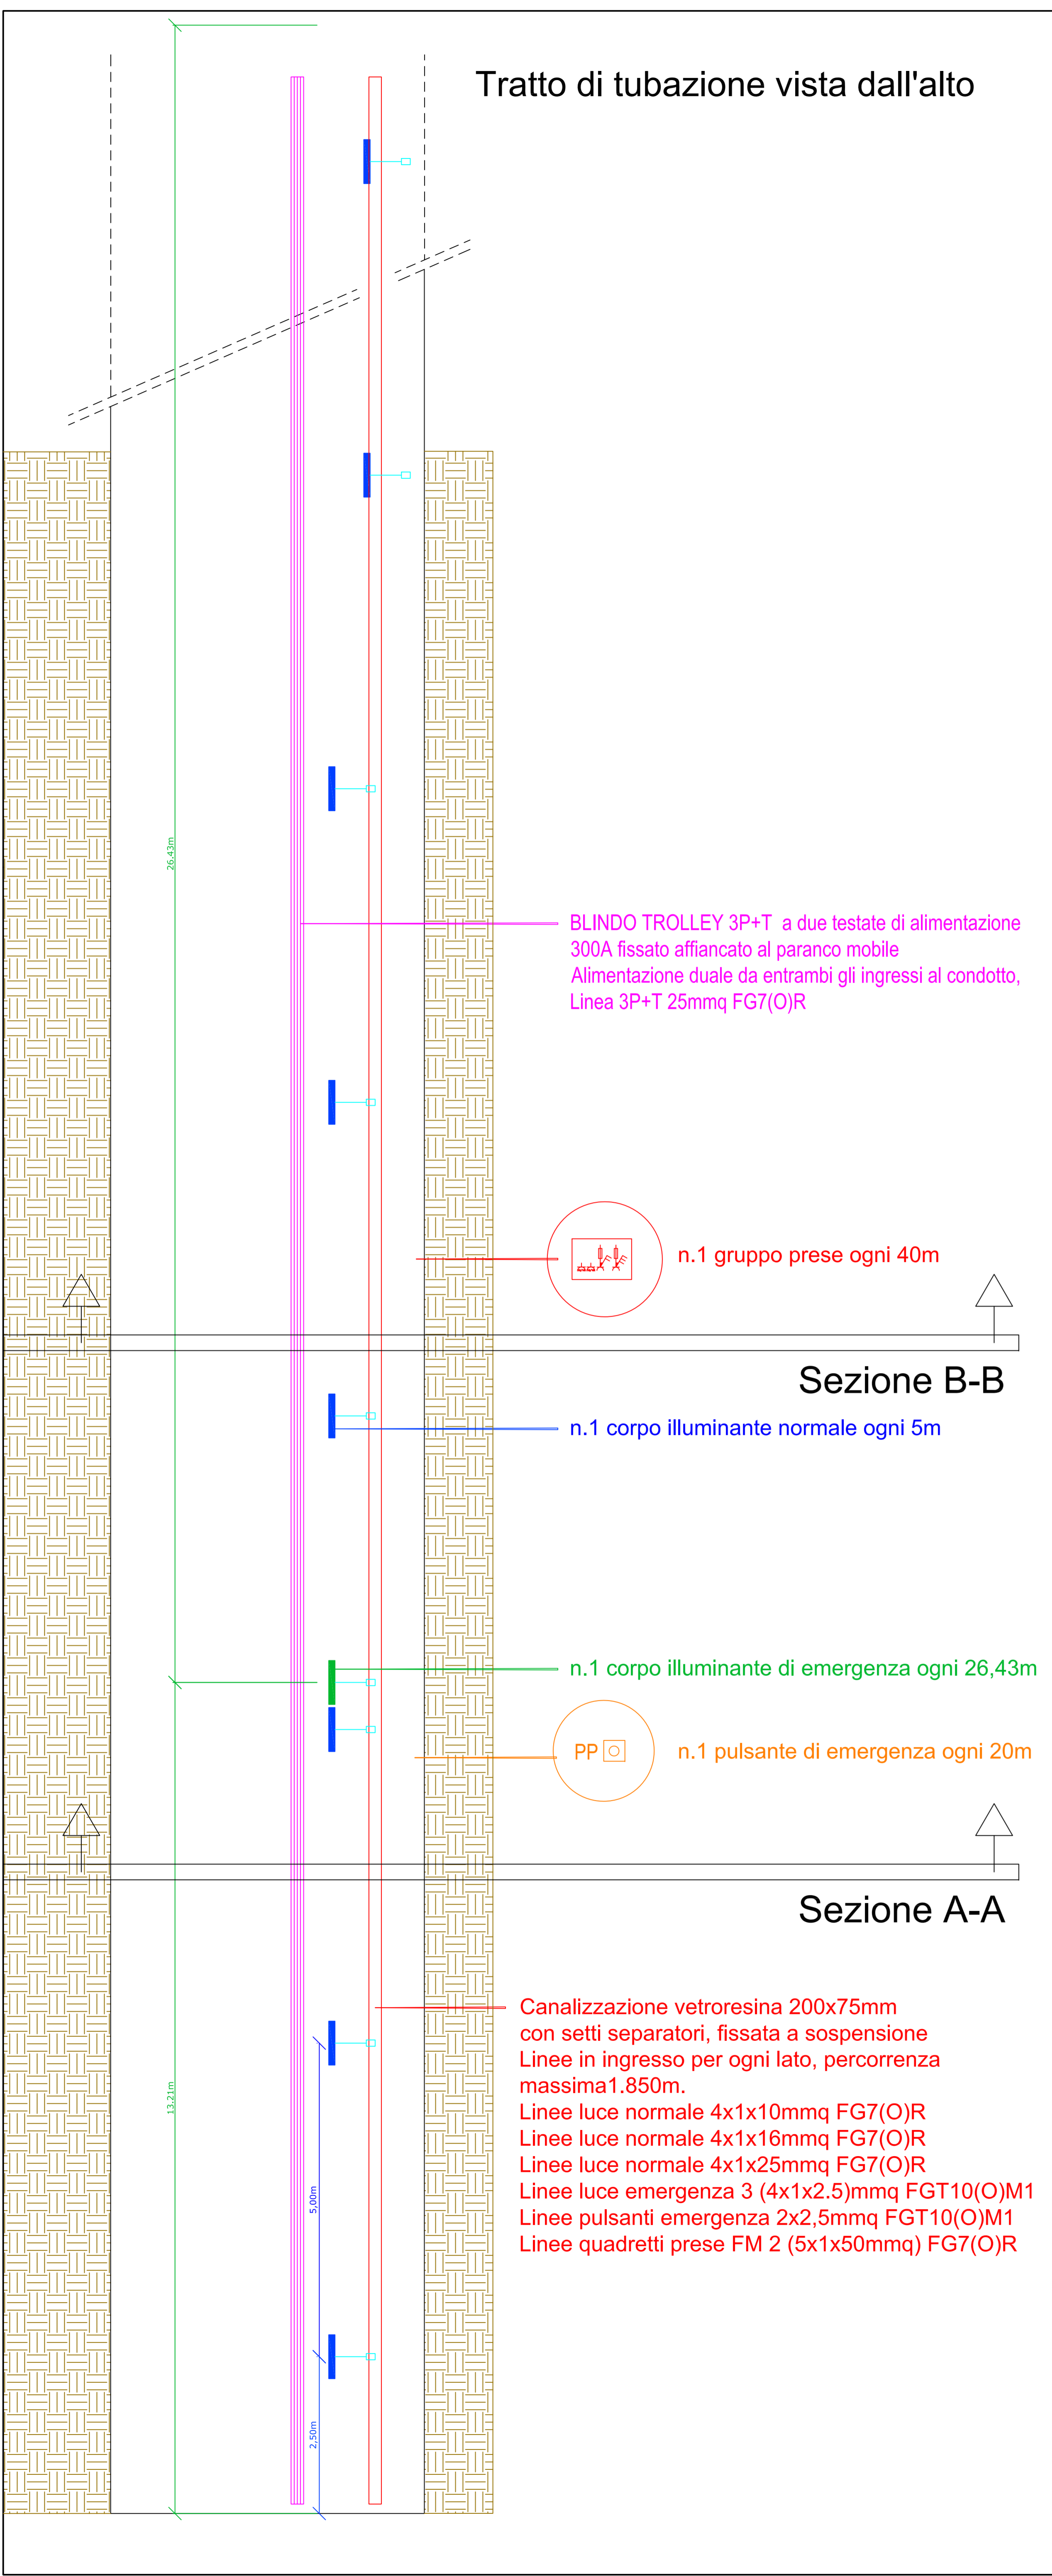 Tratto di tubazione vista dall'alto
26,43m
BLINDO TROLLEY 3P+T a due testate di alimentazione
300A fissato affiancato al paranco mobile
Alimentazione duale da entrambi gli ingressi al condotto,
Linea 3P+T 25mmq FG7(O)R
n.1 gruppo prese ogni 40m
Sezione B-B
n.1 corpo illuminante normale ogni 5m
n.1 corpo illuminante di emergenza ogni 26,43m
PP
n.1 pulsante di emergenza ogni 20m
Sezione A-A
Canalizzazione vetroresina 200x75mm
con setti separatori, fissata a sospensione
Linee in ingresso per ogni lato, percorrenza
massima1.850m.
Linee luce normale 4x1x10mmq FG7(O)R
Linee luce normale 4x1x16mmq FG7(O)R
Linee luce normale 4x1x25mmq FG7(O)R
Linee luce emergenza 3 (4x1x2.5)mmq FGT10(O)M1
Linee pulsanti emergenza 2x2,5mmq FGT10(O)M1
Linee quadretti prese FM 2 (5x1x50mmq) FG7(O)R
13,21m
5,00m
2,50m